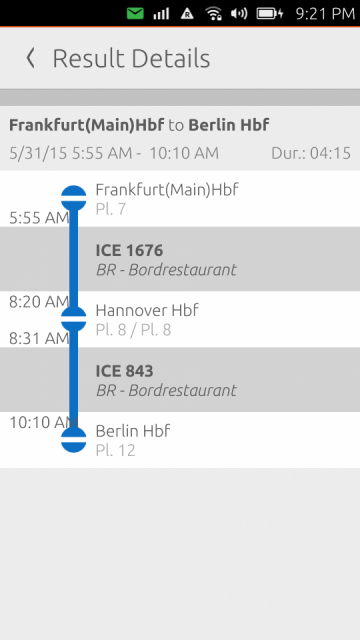 9:21 PM
Result Details
Frankfurt(Main)Hbf to Berlin Hbf
5/31/15 5:55 AM - 10:10 AM Dur.: 04:15
Frankfurt(Main)Hbf
Pl. 7
5:55 AM
ICE 1676
BR - Bordrestaurant
8:20 AM
Hannover Hbf
Pl. 8 / Pl. 8
8:31 AM
ICE 843
BR - Bordrestaurant
10:10 AM
Berlin Hbf
Pl. 12